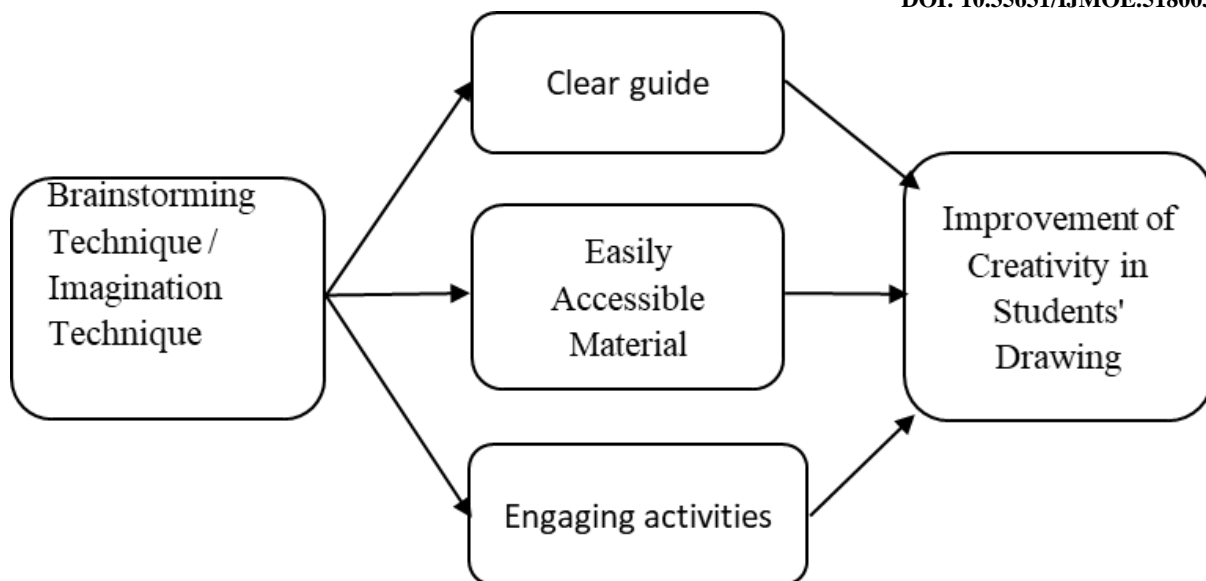 Clear guide
Brainstorming
Technique /
Imagination
Technique
Easily
Accessible
Material
Improvement of
Creativity in
Students'
Drawing
Engaging activities